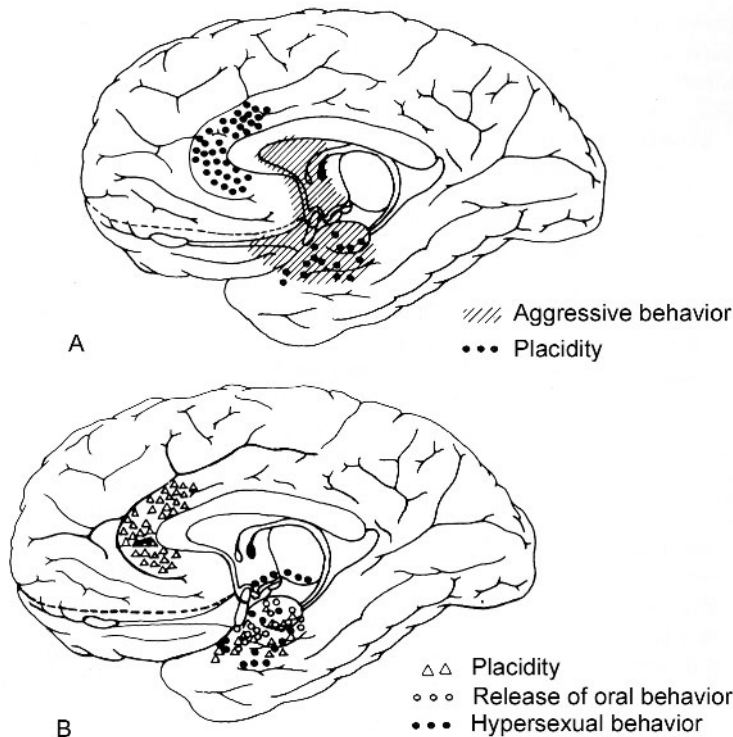 Aggressive behavior
A
Placidity
Placidity
Release of oral behavior
B
Hypersexual behavior